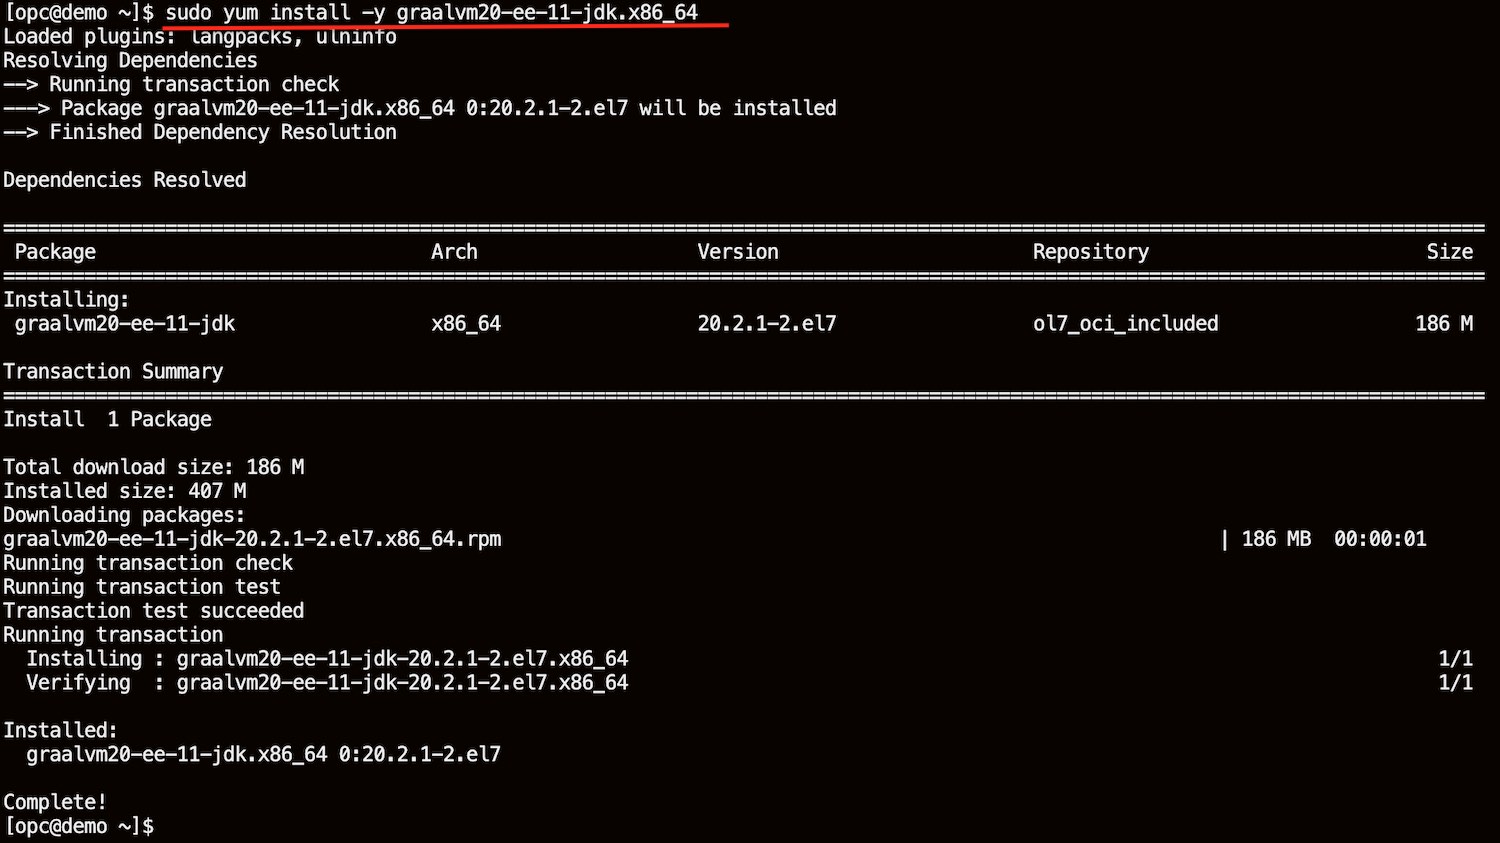 [opc@demo ~]$ sudo yum install -y graalvm20-ee-11-jdk.x86_64
Loaded plugins: langpacks, ulninfo
Resolving Dependencies
--> Running transaction check
---> Package graalvm20-ee-11-jdk.x86_64 0:20.2.1-2.el7 will be installed
--> Finished Dependency Resolution
Dependencies Resolved
Package Arch Version Repository Size
Installing:
graalvm20-ee-11-jdk x86_64 20.2.1-2.el7 ol7_oci_included 186 M
Transaction Summary
Install 1 Package
Total download size: 186 M
Installed size: 407 M
Downloading packages:
graalvm20-ee-11-jdk-20.2.1-2.el7.x86_64.rpm | 186 MB 00:00:01
Running transaction check
Running transaction test
Transaction test succeeded
Running transaction
Installing : graalvm20-ee-11-jdk-20.2.1-2.el7.x86_64 1/1
Verifying : graalvm20-ee-11-jdk-20.2.1-2.el7.x86_64 1/1
Installed:
graalvm20-ee-11-jdk.x86_64 0:20.2.1-2.el7
Complete!
[opc@demo ~]$